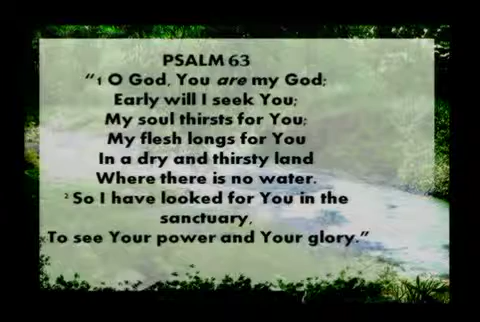 PSALM 63
“1 O God, You are my God;
Early will I seek You;
My soul thirsts for You;
My flesh longs for You
In a dry and thirsty land
Where there is no water.
2 So I have looked for You in the
sanctuary,
To see Your power and Your glory.”